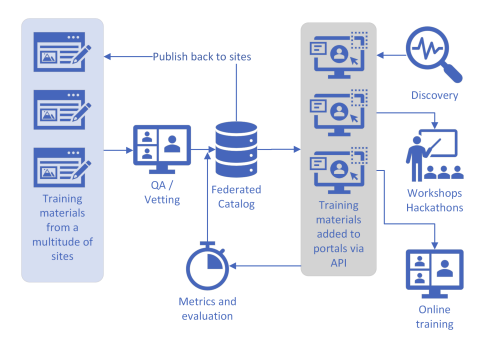 Publish back to sites
Discovery
QA /
Vetting
Federated
Catalog
Workshops
Hackathons
Training
materials
from a
multitude of
sites
Training
materials
added to
portals via
API
Metrics and
evaluation
Online
training